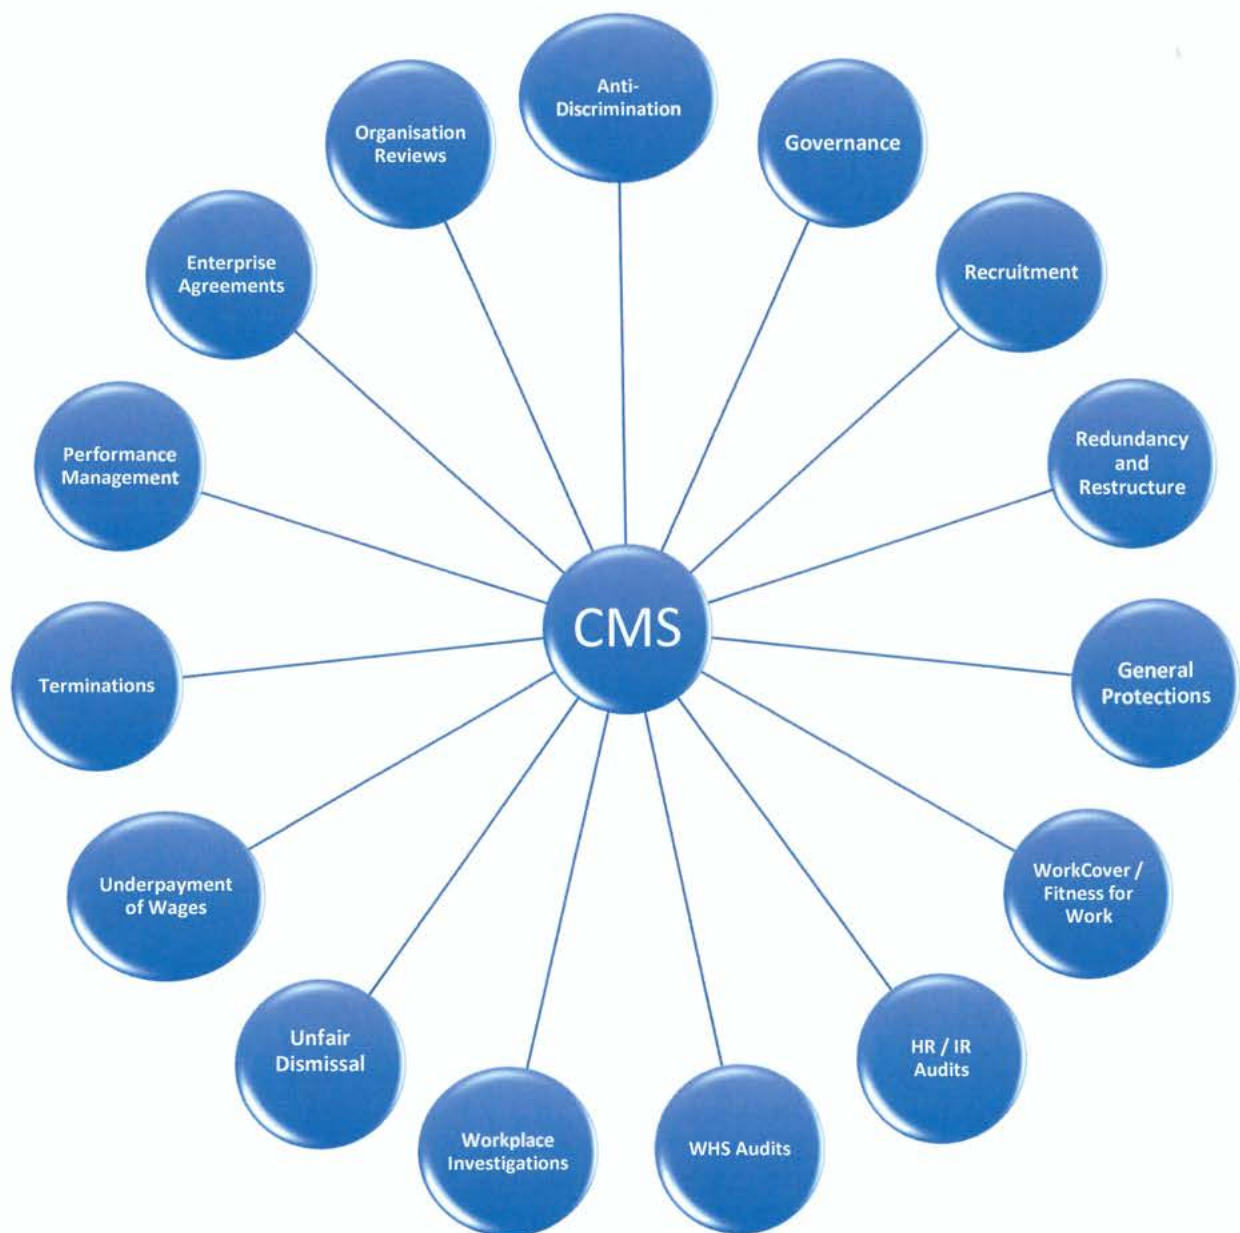 Anti-
Discrimination
Governance
Recruitment
Redundancy
and
Restructure
General
Protections
WorkCover /
Fitness for
Work
HR / IR
Audits
WHS Audits
Workplace
Investigations
Unfair
Dismissal
Underpayment
of Wages
Terminations
Performance
Management
Enterprise
Agreements
Organisation
Reviews
CMS